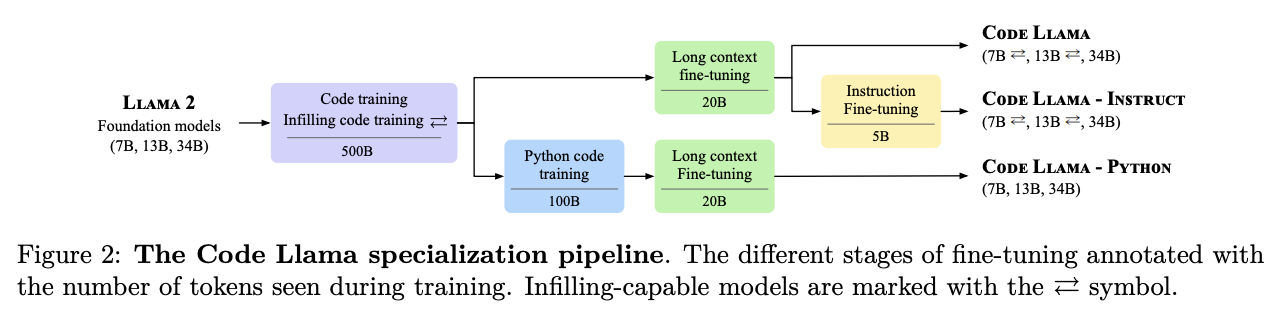 LLAMA 2
Foundation models
(7B, 13B, 34B)
Code training
Infilling code training ⇄
500B
Python code
training
100B
Long context
fine-tuning
20B
Long context
Fine-tuning
20B
Instruction
Fine-tuning
5B
CODE LLAMA
(7B ⇄, 13B ⇄, 34B)
CODE LLAMA - INSTRUCT
(7B ⇄, 13B ⇄, 34B)
CODE LLAMA - PYTHON
(7B, 13B, 34B)
Figure 2: The Code Llama specialization pipeline. The different stages of fine-tuning annotated with
the number of tokens seen during training. Infilling-capable models are marked with the ⇄ symbol.